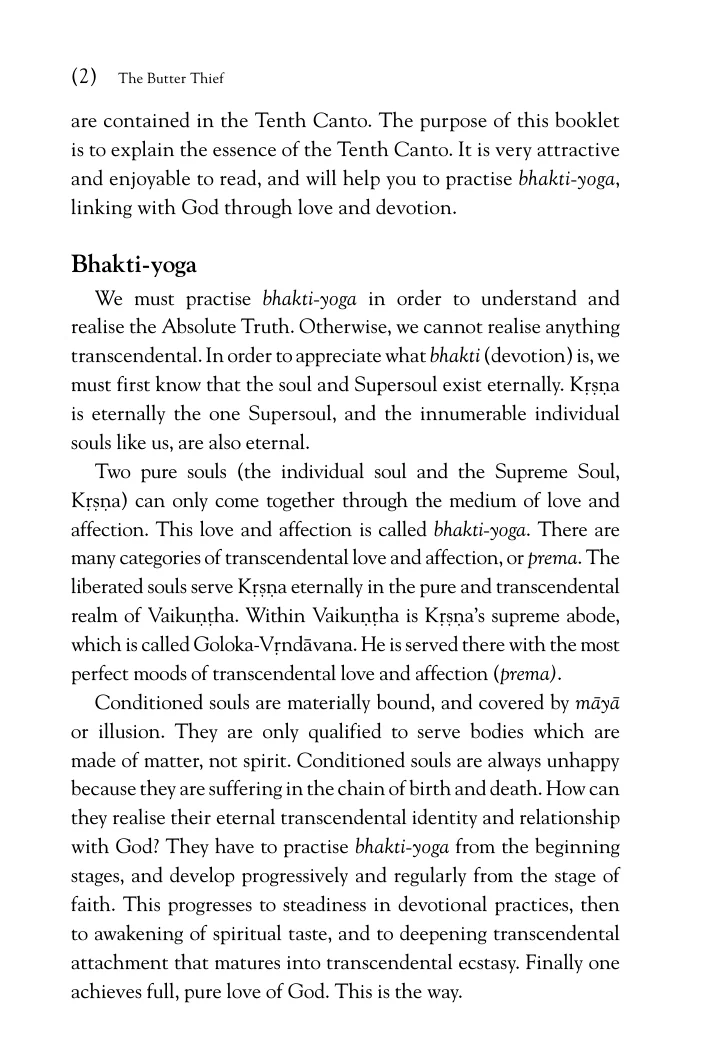 (2) The Butter Thief
are contained in the Tenth Canto. The purpose of this booklet
is to explain the essence of the Tenth Canto. It is very attractive
and enjoyable to read, and will help you to practise bhakti-yoga,
linking with God through love and devotion.
Bhakti-yoga
We must practise bhakti-yoga in order to understand and
realise the Absolute Truth. Otherwise, we cannot realise anything
transcendental. In order to appreciate what bhakti (devotion) is, we
must first know that the soul and Supersoul exist eternally. Kṛṣṇa
is eternally the one Supersoul, and the innumerable individual
souls like us, are also eternal.
Two pure souls (the individual soul and the Supreme Soul,
Kṛṣṇa) can only come together through the medium of love and
affection. This love and affection is called bhakti-yoga. There are
many categories of transcendental love and affection, or prema. The
liberated souls serve Kṛṣṇa eternally in the pure and transcendental
realm of Vaikuṇṭha. Within Vaikuṇṭha is Kṛṣṇa's supreme abode,
which is called Goloka-Vṛndāvana. He is served there with the most
perfect moods of transcendental love and affection (prema).
Conditioned souls are materially bound, and covered by māyā
or illusion. They are only qualified to serve bodies which are
made of matter, not spirit. Conditioned souls are always unhappy
because they are suffering in the chain of birth and death. How can
they realise their eternal transcendental identity and relationship
with God? They have to practise bhakti-yoga from the beginning
stages, and develop progressively and regularly from the stage of
faith. This progresses to steadiness in devotional practices, then
to awakening of spiritual taste, and to deepening transcendental
attachment that matures into transcendental ecstasy. Finally one
achieves full, pure love of God. This is the way.